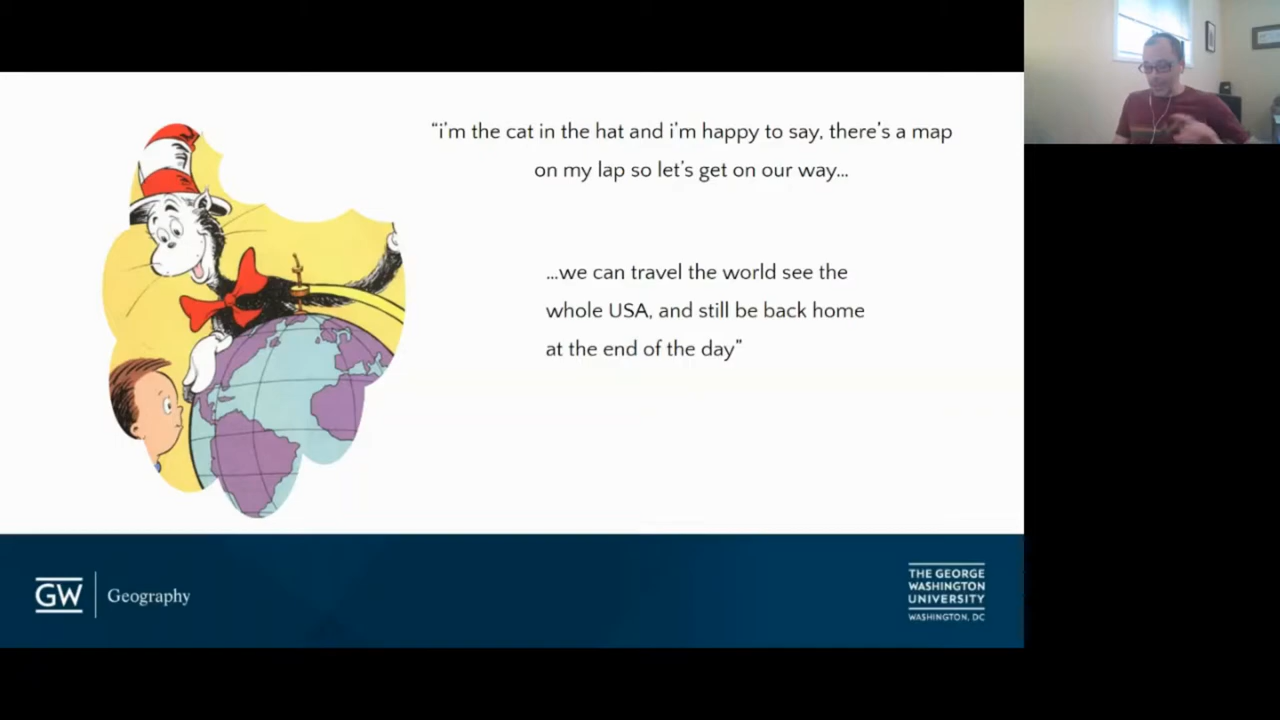 “i’m the cat in the hat and i’m happy to say, there’s a map
on my lap so let’s get on our way...
...we can travel the world see the
whole USA, and still be back home
at the end of the day”
GW
Geography
THE GEORGE
WASHINGTON
UNIVERSITY
WASHINGTON, DC